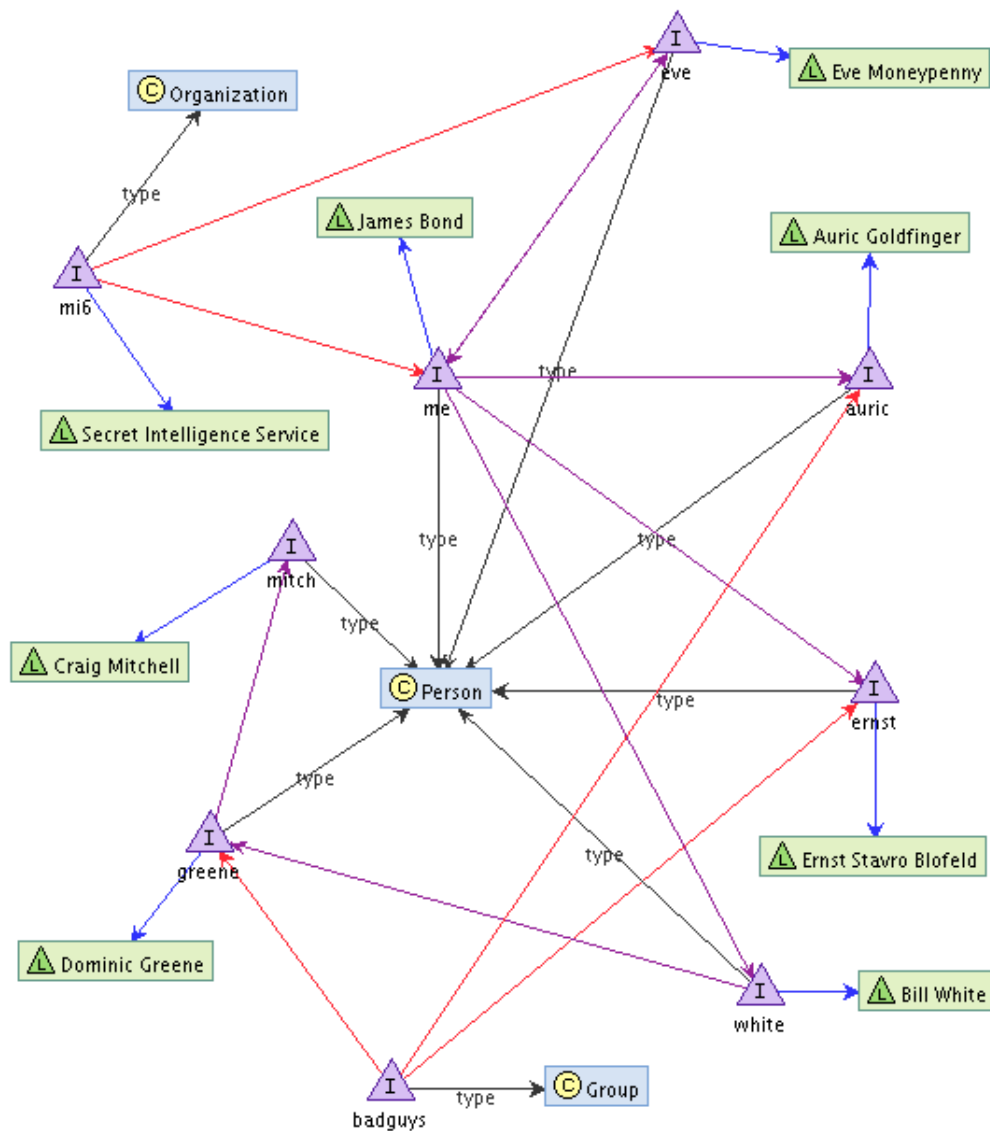 I
eve
L Eve Moneypenny
C Organization
type
L James Bond
L Auric Goldfinger
I
mi6
I
me
type
I
auric
L Secret Intelligence Service
I
mitch
type
type
type
L Craig Mitchell
C Person
type
I
ernst
type
I
greene
type
L Ernst Stavro Blofeld
L Dominic Greene
I
white
L Bill White
I
badguys
type
C Group